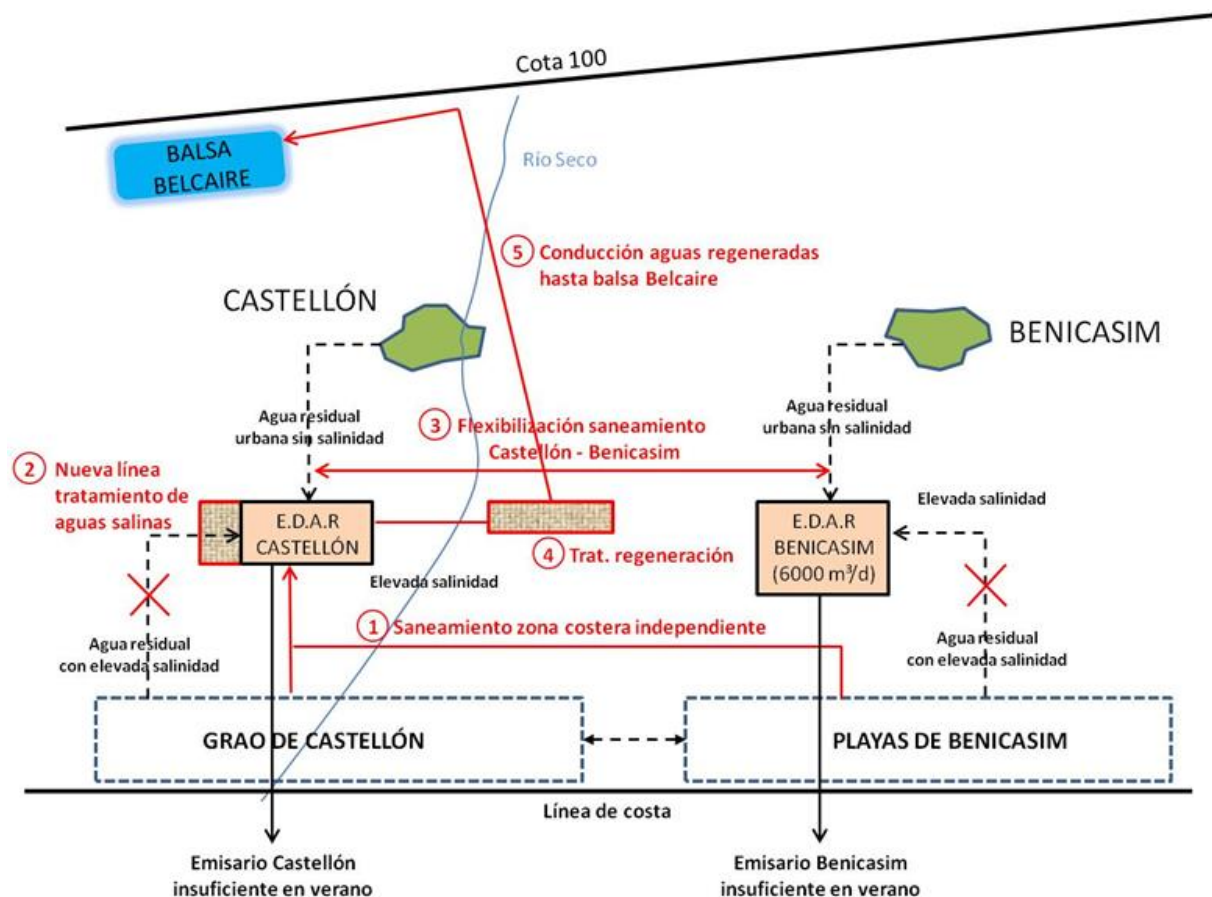 Cota 100
BALSA
BELCAIRE
Río Seco
5 Conducción aguas regeneradas
hasta balsa Belcaire
CASTELLÓN
BENICASIM
Agua residual
urbana sin salinidad
Agua residual
urbana sin salinidad
3 Flexibilización saneamiento
Castellón - Benicasim
2 Nueva línea
tratamiento de
aguas salinas
E.D.A.R
CASTELLÓN
4 Trat. regeneración
E.D.A.R
BENICASIM
(6000 m³/d)
Elevada salinidad
Elevada salinidad
1 Saneamiento zona costera independiente
Agua residual
con elevada salinidad
Agua residual
con elevada salinidad
GRAO DE CASTELLÓN
PLAYAS DE BENICASIM
Línea de costa
Emisario Castellón
insuficiente en verano
Emisario Benicasim
insuficiente en verano